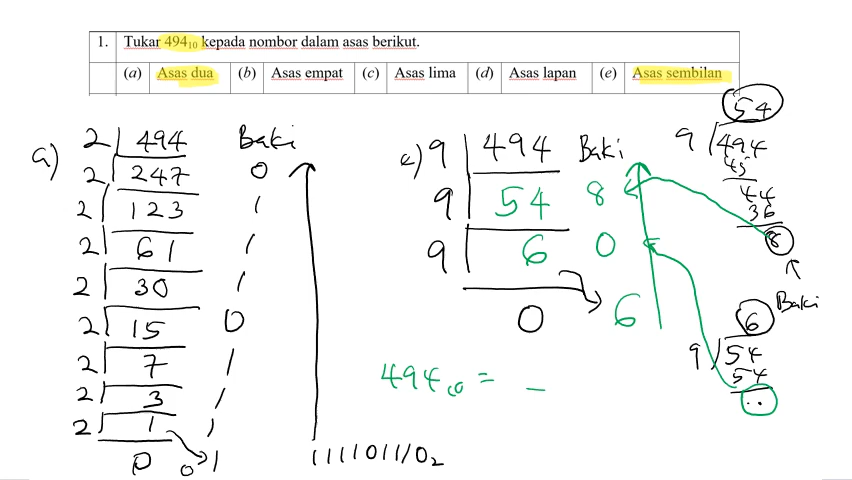 1. Tukar 494₁₀ kepada nombor dalam asas berikut.
(a) Asas dua (b) Asas empat (c) Asas lima (d) Asas lapan (e) Asas sembilan
a) 2 494 Baki
2 247 0
2 123 1
2 61 1
2 30 1
2 15 0
2 7 1
2 3 1
2 1 1
0 0 1
111101110₂
e) 9 494 Baki
9 54 8
9 6 0
0 6
494₁₀ =
54
9 494
45
44
36
8
Baki
6
9 54
54
..